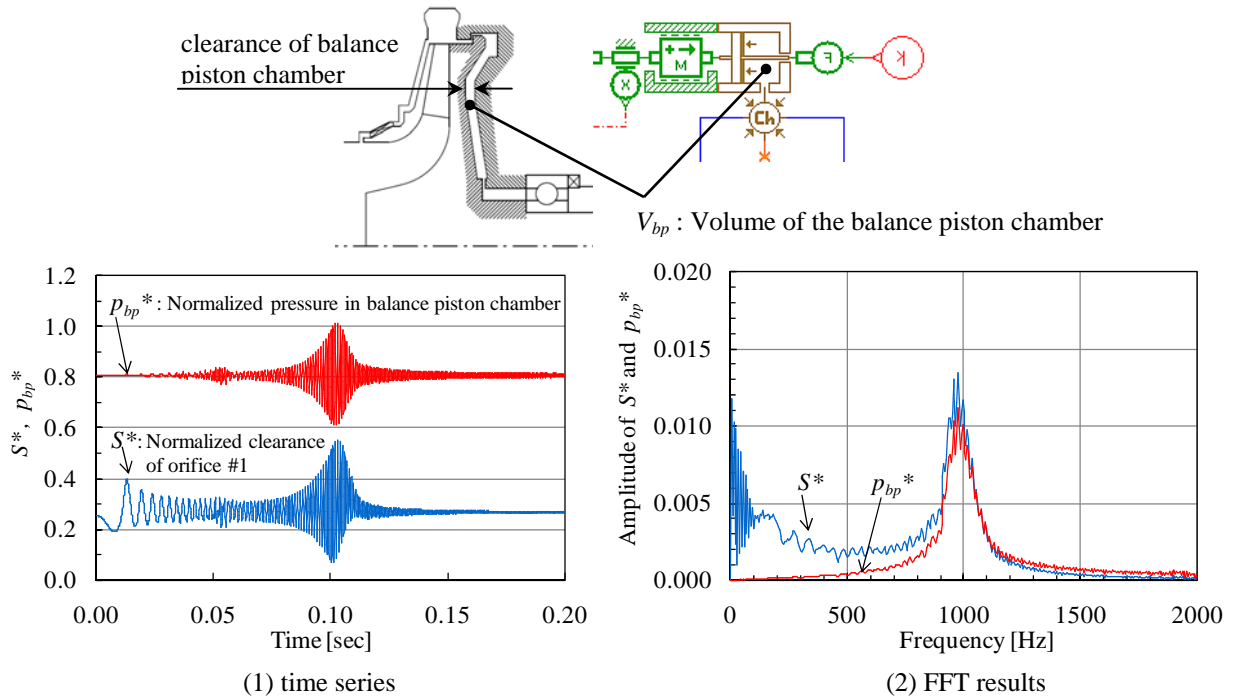 clearance of balance
piston chamber
M
X
F
K
Ch
V_bp : Volume of the balance piston chamber
1.2
1.0
0.8
0.6
0.4
0.2
0.0
S*, p_bp*
p_bp*: Normalized pressure in balance piston chamber
S*: Normalized clearance
of orifice #1
0.00 0.05 0.10 0.15 0.20
Time [sec]
(1) time series
0.020
0.015
0.010
0.005
0.000
Amplitude of S* and p_bp*
S*
p_bp*
0 500 1000 1500 2000
Frequency [Hz]
(2) FFT results